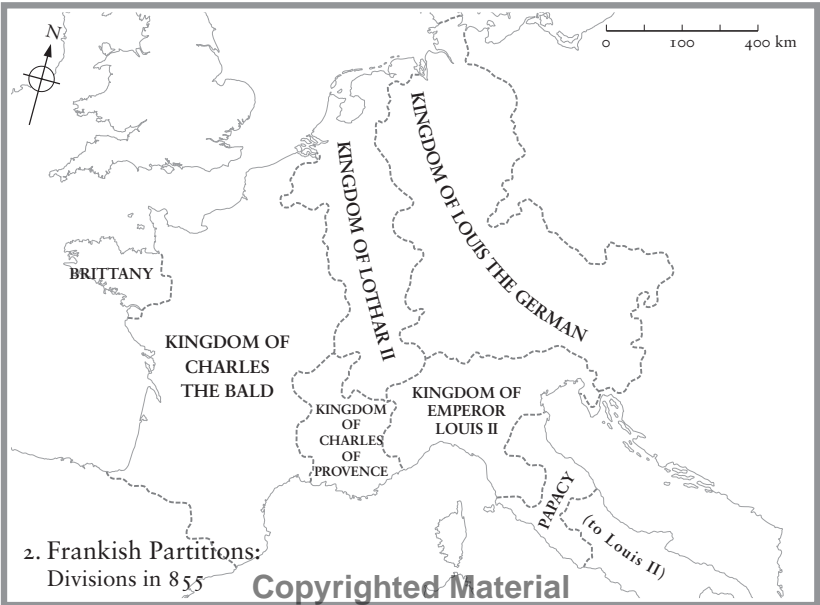 N
0 100 400 km
KINGDOM OF LOTHAR II
KINGDOM OF LOUIS THE GERMAN
BRITTANY
KINGDOM OF
CHARLES
THE BALD
KINGDOM
OF
CHARLES
OF
PROVENCE
KINGDOM OF
EMPEROR
LOUIS II
PAPACY
(to Louis II)
2. Frankish Partitions:
Divisions in 855
Copyrighted Material